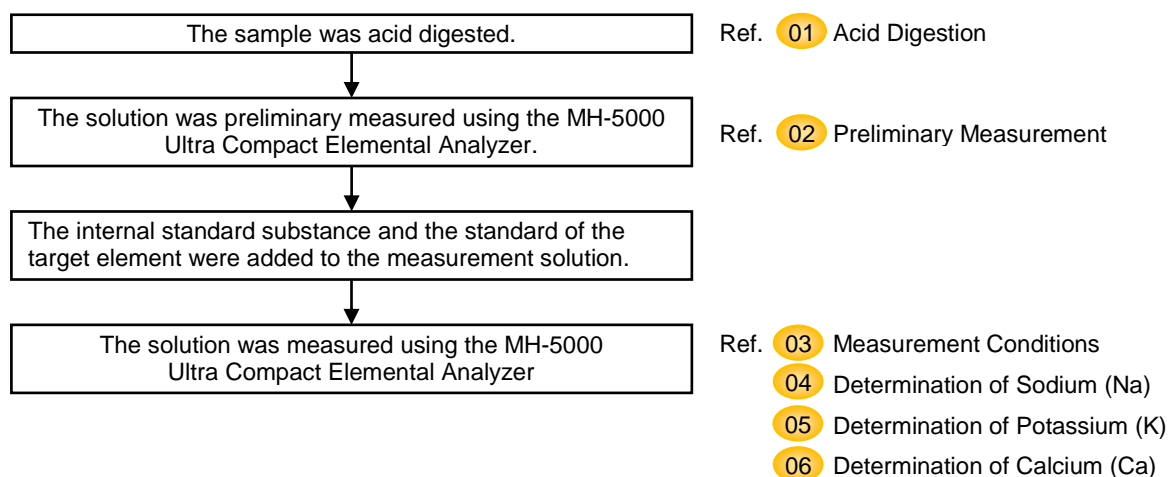 The sample was acid digested.
Ref. 01 Acid Digestion
The solution was preliminary measured using the MH-5000
Ultra Compact Elemental Analyzer.
Ref. 02 Preliminary Measurement
The internal standard substance and the standard of the
target element were added to the measurement solution.
The solution was measured using the MH-5000
Ultra Compact Elemental Analyzer
Ref. 03 Measurement Conditions
04 Determination of Sodium (Na)
05 Determination of Potassium (K)
06 Determination of Calcium (Ca)